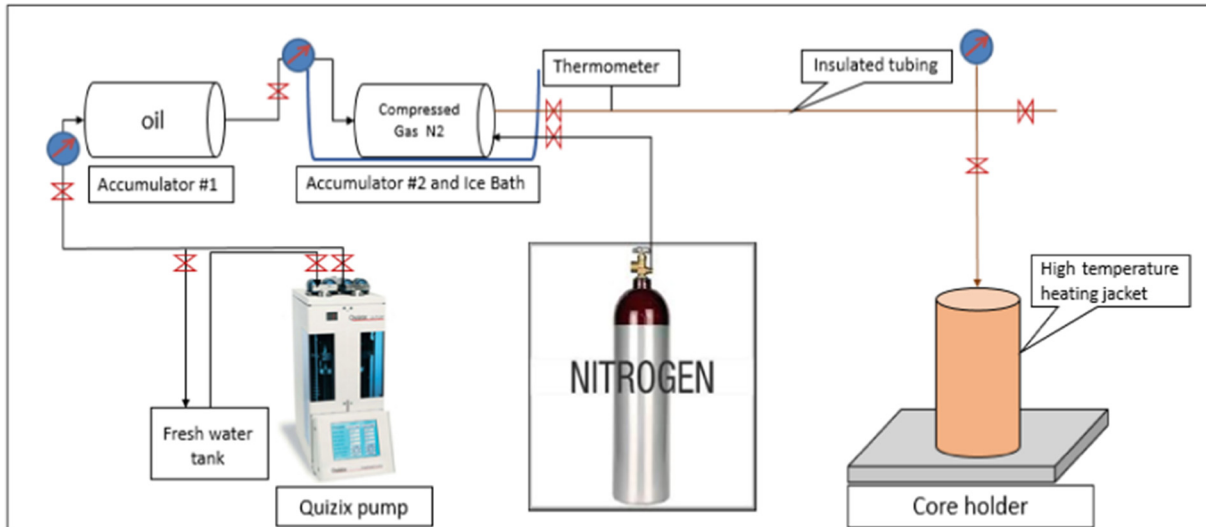 Thermometer
Insulated tubing
oil
Compressed
Gas N2
Accumulator #1
Accumulator #2 and Ice Bath
High temperature
heating jacket
NITROGEN
Fresh water
tank
Quizix pump
Core holder